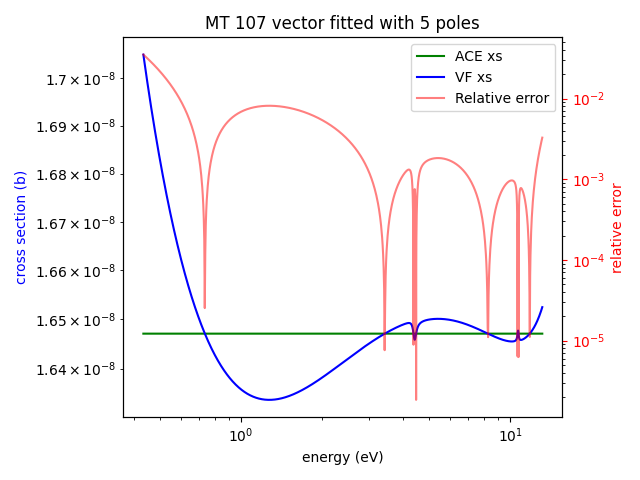 MT 107 vector fitted with 5 poles
ACE xs
VF xs
Relative error
1.7 × 10⁻⁸
1.69 × 10⁻⁸
1.68 × 10⁻⁸
1.67 × 10⁻⁸
1.66 × 10⁻⁸
1.65 × 10⁻⁸
1.64 × 10⁻⁸
cross section (b)
10⁻²
10⁻³
10⁻⁴
10⁻⁵
relative error
10⁰
10¹
energy (eV)